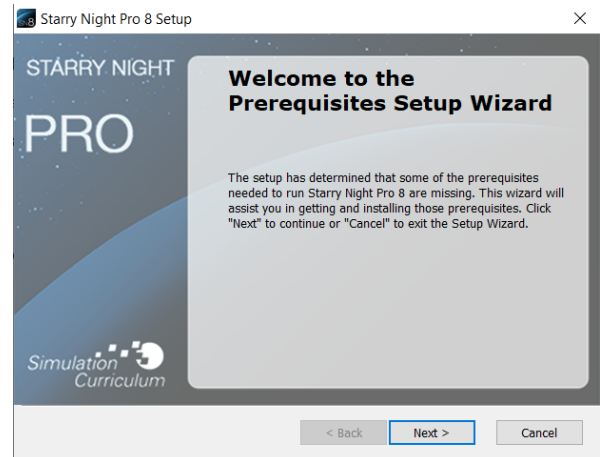 Starry Night Pro 8 Setup
STARRY NIGHT
PRO
Welcome to the
Prerequisites Setup Wizard
The setup has determined that some of the prerequisites
needed to run Starry Night Pro 8 are missing. This wizard will
assist you in getting and installing those prerequisites. Click
"Next" to continue or "Cancel" to exit the Setup Wizard.
Simulation
Curriculum
< Back
Next >
Cancel